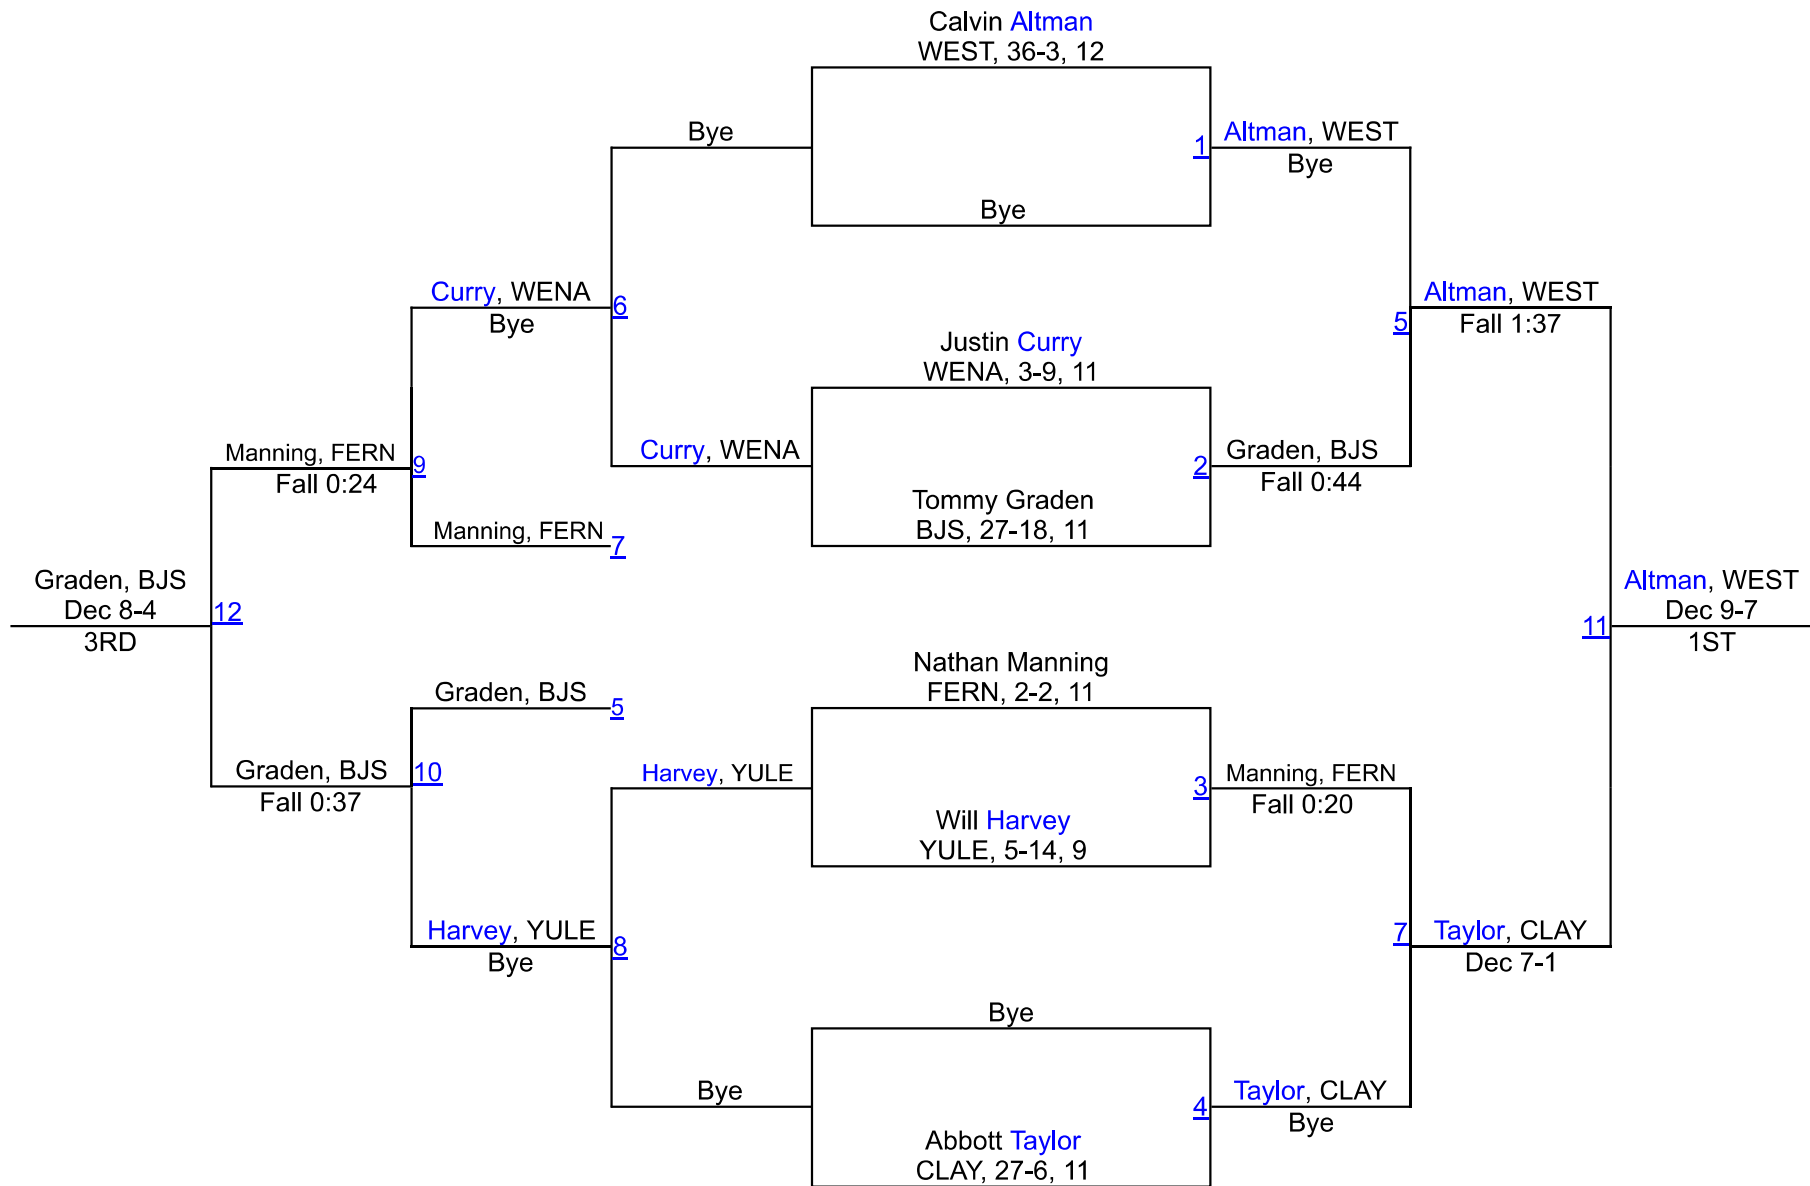 Calvin Altman
WEST, 36-3, 12
Bye
1
Altman, WEST
Bye
Bye
Curry, WENA
Bye
6
Altman, WEST
Fall 1:37
5
Justin Curry
WENA, 3-9, 11
Manning, FERN
Fall 0:24
9
Curry, WENA
2
Graden, BJS
Fall 0:44
Tommy Graden
BJS, 27-18, 11
Manning, FERN
7
Graden, BJS
Dec 8-4
3RD
12
Altman, WEST
Dec 9-7
1ST
11
Nathan Manning
FERN, 2-2, 11
Graden, BJS
5
Graden, BJS
Fall 0:37
10
Harvey, YULE
3
Manning, FERN
Fall 0:20
Will Harvey
YULE, 5-14, 9
Harvey, YULE
Bye
8
7
Taylor, CLAY
Dec 7-1
Bye
Bye
4
Taylor, CLAY
Bye
Abbott Taylor
CLAY, 27-6, 11